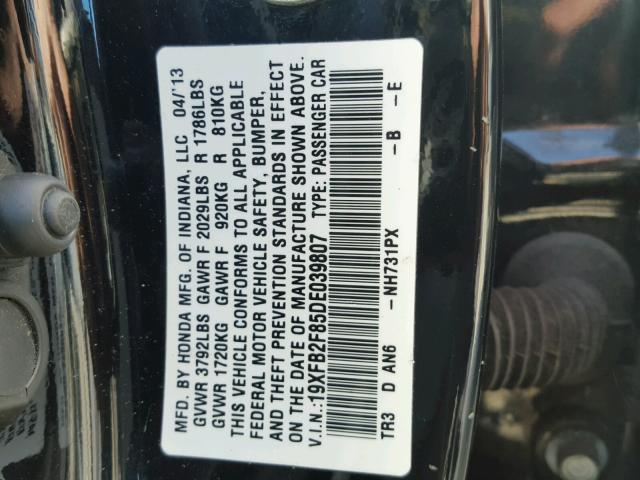 MFD. BY HONDA MFG. OF INDIANA, LLC 04/'13
GVWR 3792LBS GAWR F 2029LBS R 1786LBS
GVWR 1720KG GAWR F 920KG R 810KG
THIS VEHICLE CONFORMS TO ALL APPLICABLE
FEDERAL MOTOR VEHICLE SAFETY, BUMPER,
AND THEFT PREVENTION STANDARDS IN EFFECT
ON THE DATE OF MANUFACTURE SHOWN ABOVE.
V.I.N.:19XFB2F85DE039807 TYPE: PASSENGER CAR
TR3 D AN6 -NH731PX -B -E